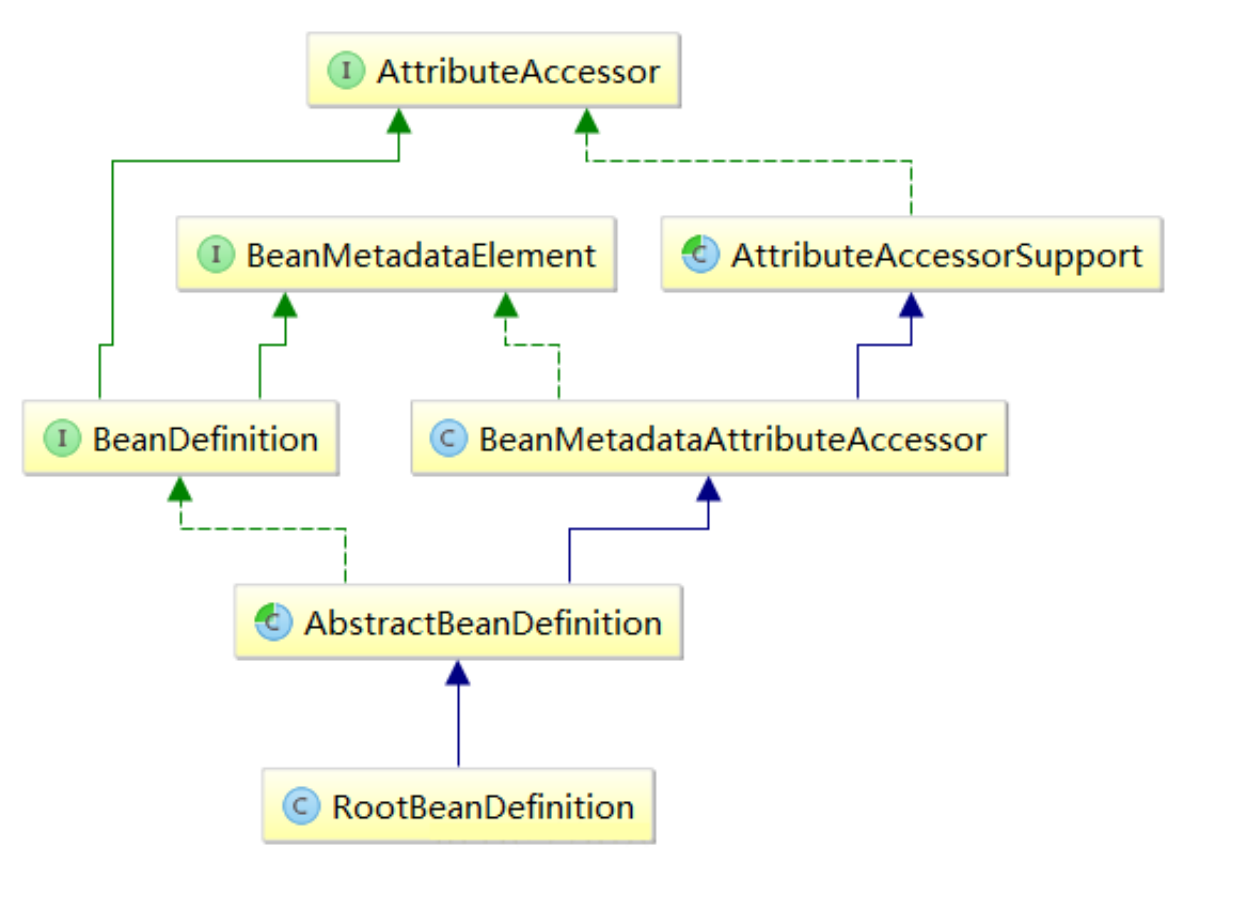 I AttributeAccessor
I BeanMetadataElement
C AttributeAccessorSupport
I BeanDefinition
C BeanMetadataAttributeAccessor
C AbstractBeanDefinition
C RootBeanDefinition